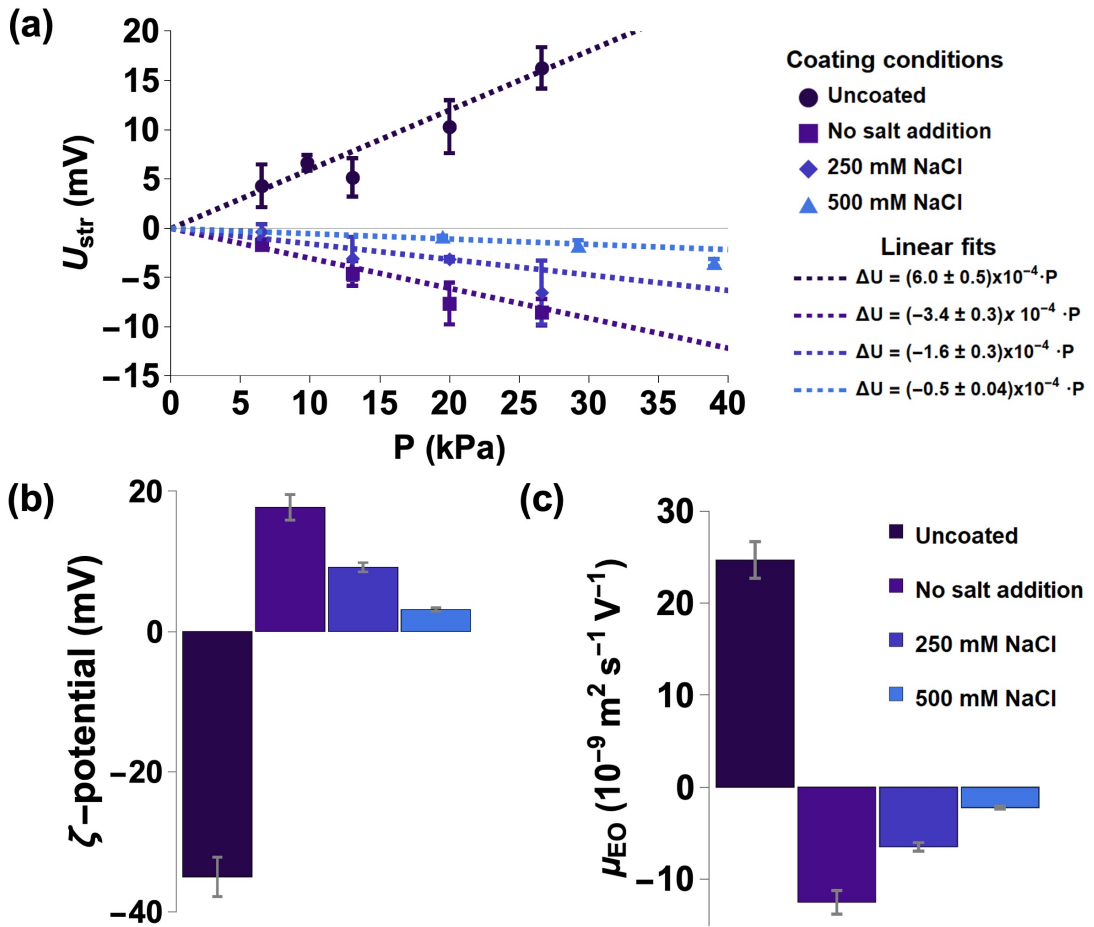 (a)
20
15
10
5
0
−5
−10
−15
U_str (mV)
0 5 10 15 20 25 30 35 40
P (kPa)
Coating conditions
Uncoated
No salt addition
250 mM NaCl
500 mM NaCl
Linear fits
ΔU = (6.0 ± 0.5)x10⁻⁴·P
ΔU = (−3.4 ± 0.3)x 10⁻⁴ ·P
ΔU = (−1.6 ± 0.3)x10⁻⁴ ·P
ΔU = (−0.5 ± 0.04)x10⁻⁴ ·P
(b)
20
0
−20
−40
ζ−potential (mV)
(c)
30
20
10
0
−10
μ_EO (10⁻⁹ m² s⁻¹ V⁻¹)
Uncoated
No salt addition
250 mM NaCl
500 mM NaCl